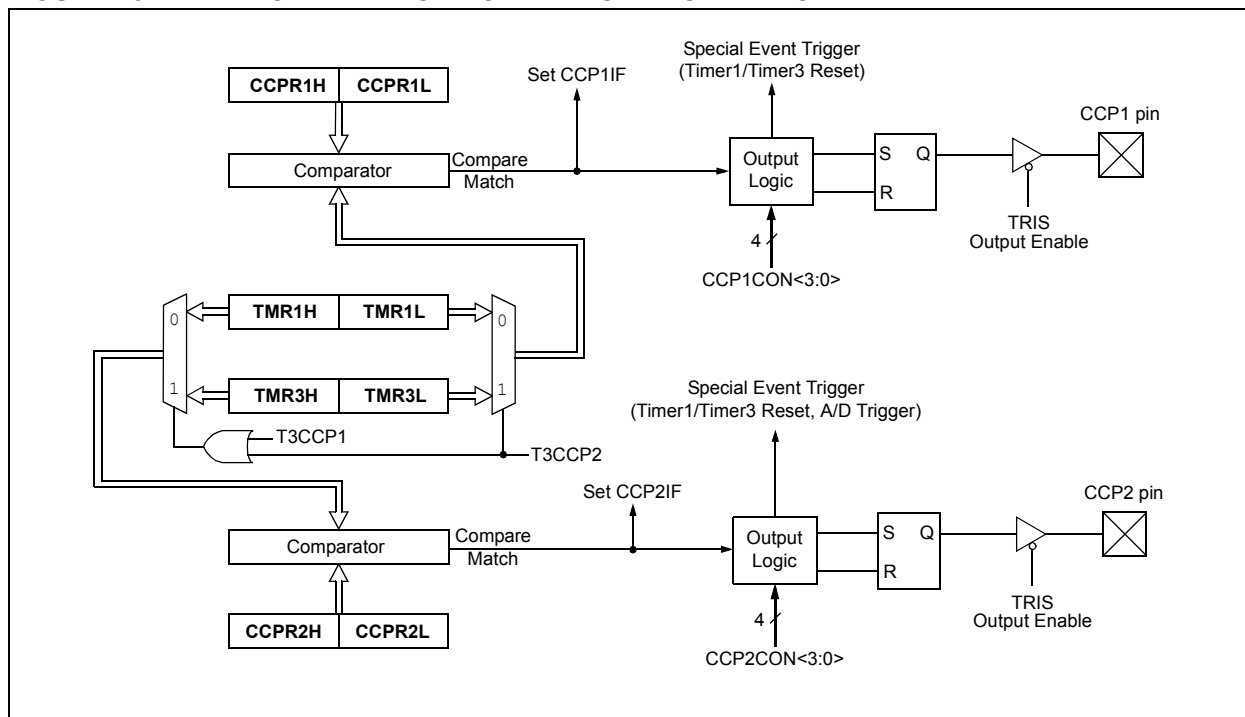 Special Event Trigger
(Timer1/Timer3 Reset)
Set CCP1IF
CCPR1H CCPR1L
CCP1 pin
Comparator
Compare
Match
Output
Logic
S Q
R
TRIS
Output Enable
4
CCP1CON<3:0>
0 TMR1H TMR1L 0
1 TMR3H TMR3L 1
T3CCP1
T3CCP2
Special Event Trigger
(Timer1/Timer3 Reset, A/D Trigger)
Set CCP2IF
CCP2 pin
Comparator
Compare
Match
Output
Logic
S Q
R
TRIS
Output Enable
4
CCPR2H CCPR2L
CCP2CON<3:0>